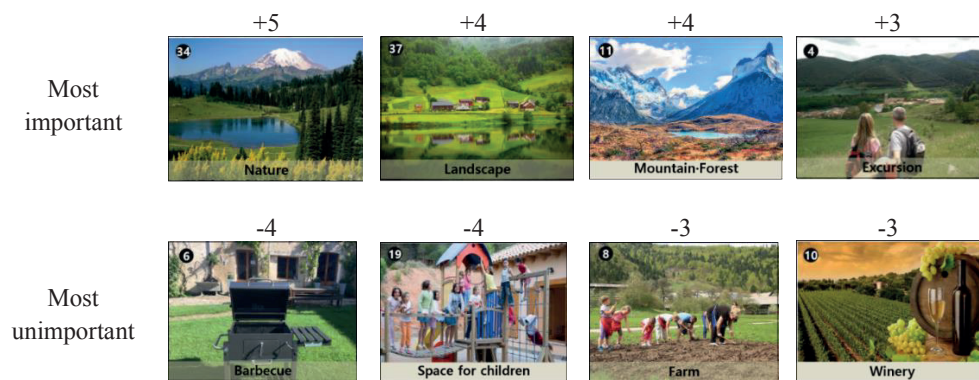 +5 +4 +4 +3
Most
important
34 37 11 4
Nature Landscape Mountain·Forest Excursion
-4 -4 -3 -3
Most
unimportant
6 19 8 10
Barbecue Space for children Farm Winery